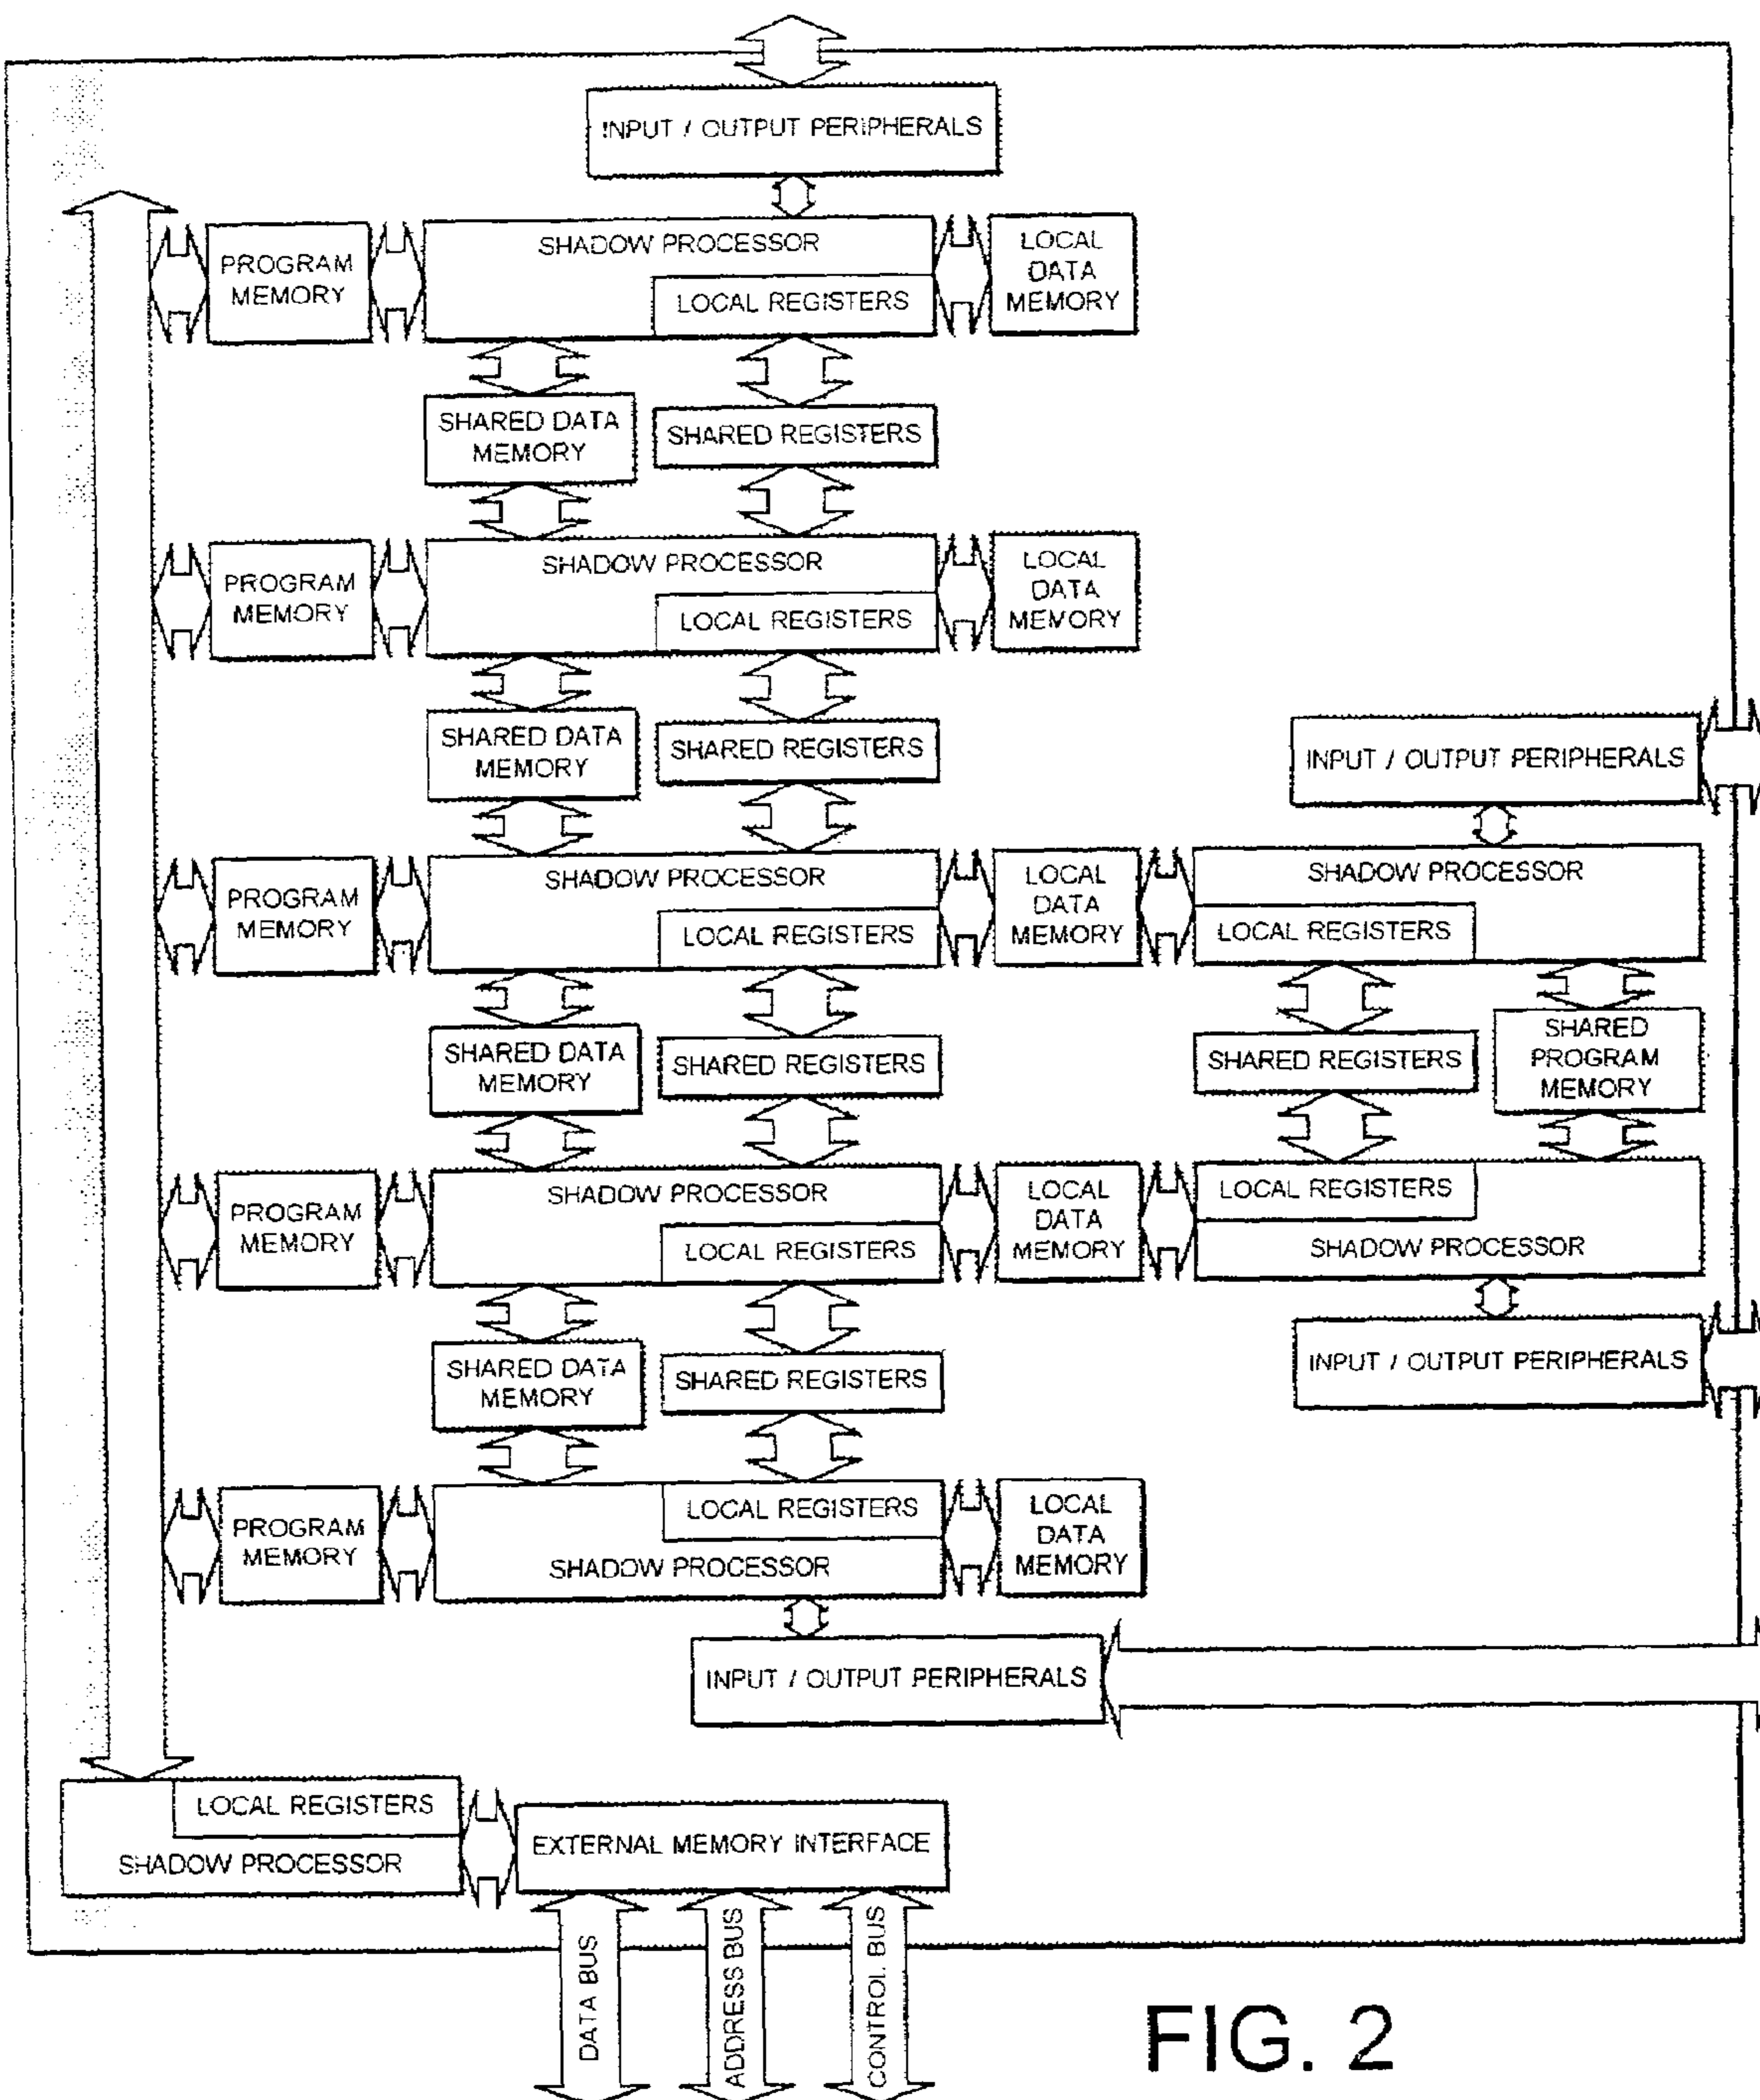 INPUT / OUTPUT PERIPHERALS
PROGRAM
MEMORY
SHADOW PROCESSOR
LOCAL REGISTERS
LOCAL
DATA
MEMORY
SHARED DATA
MEMORY
SHARED REGISTERS
PROGRAM
MEMORY
SHADOW PROCESSOR
LOCAL REGISTERS
LOCAL
DATA
MEMORY
SHARED DATA
MEMORY
SHARED REGISTERS
INPUT / OUTPUT PERIPHERALS
PROGRAM
MEMORY
SHADOW PROCESSOR
LOCAL REGISTERS
LOCAL
DATA
MEMORY
SHADOW PROCESSOR
LOCAL REGISTERS
SHARED DATA
MEMORY
SHARED REGISTERS
SHARED REGISTERS
SHARED
PROGRAM
MEMORY
PROGRAM
MEMORY
SHADOW PROCESSOR
LOCAL REGISTERS
LOCAL
DATA
MEMORY
LOCAL REGISTERS
SHADOW PROCESSOR
SHARED DATA
MEMORY
SHARED REGISTERS
INPUT / OUTPUT PERIPHERALS
PROGRAM
MEMORY
LOCAL REGISTERS
SHADOW PROCESSOR
LOCAL
DATA
MEMORY
INPUT / OUTPUT PERIPHERALS
LOCAL REGISTERS
SHADOW PROCESSOR
EXTERNAL MEMORY INTERFACE
DATA BUS
ADDRESS BUS
CONTROL BUS
FIG. 2